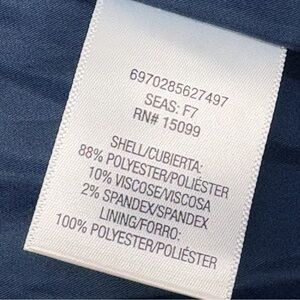 6970285627497
SEAS: F7
RN# 15099
SHELL/CUBIERTA:
88% POLYESTER/POLIÉSTER
10% VISCOSE/VISCOSA
2% SPANDEX/SPANDEX
LINING/FORRO:
100% POLYESTER/POLIÉSTER